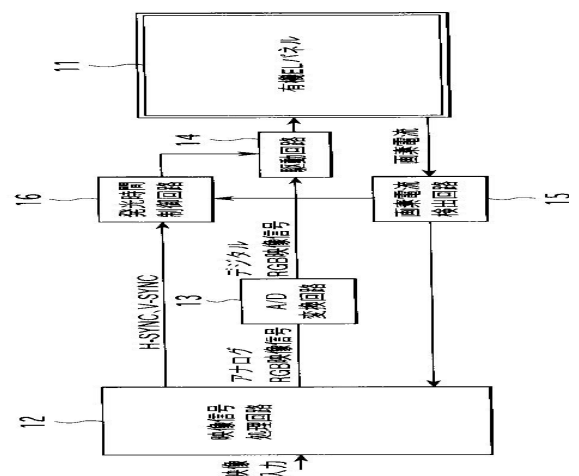 11
有機ELパネル
14
駆動回路
画素電流
16
発光時間
制御回路
画素電流
検出回路
15
デジタル
RGB映像信号
H-SYNC、V-SYNC
13
A/D
変換回路
アナログ
RGB映像信号
12
映像信号
処理回路
映像
入力